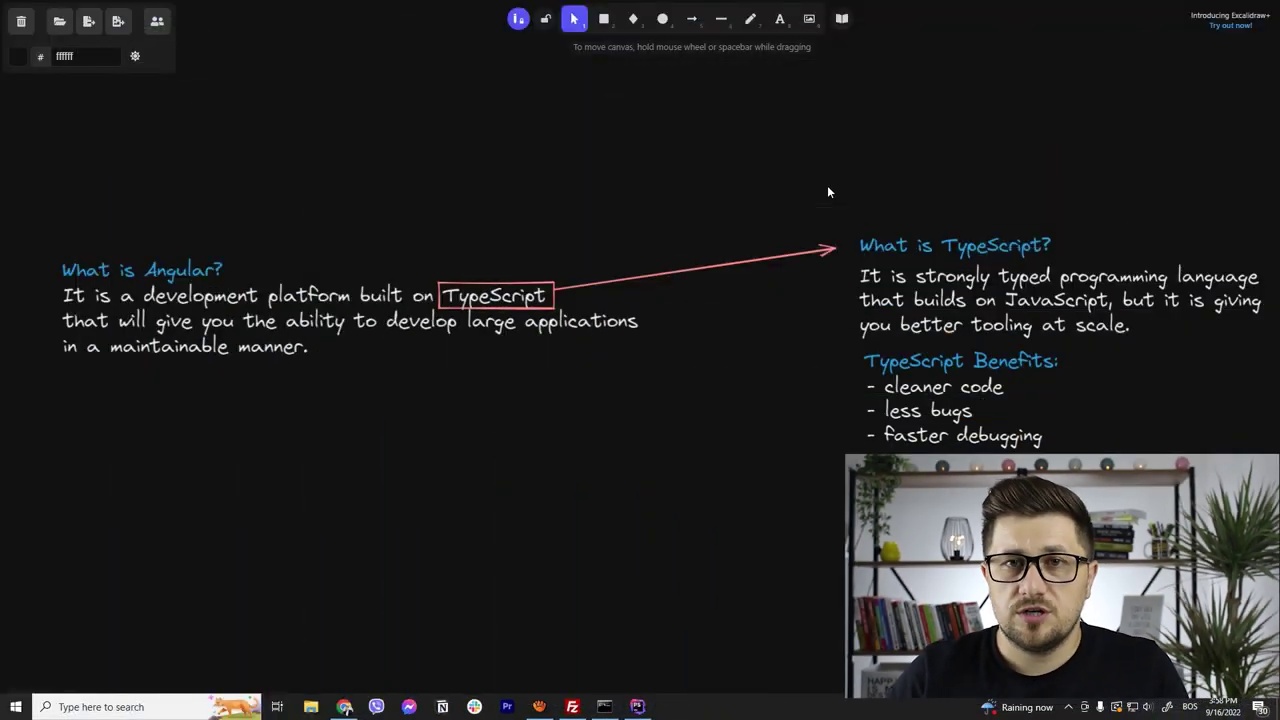 Introducing Excalidraw+
Try out now!
# ffffff
To move canvas, hold mouse wheel or spacebar while dragging
What is Angular?
It is a development platform built on TypeScript
that will give you the ability to develop large applications
in a maintainable manner.
What is TypeScript?
It is strongly typed programming language
that builds on JavaScript, but it is giving
you better tooling at scale.
TypeScript Benefits:
- cleaner code
- less bugs
- faster debugging
Type here to search
Raining now
BOS
3:58 PM
9/16/2022
30